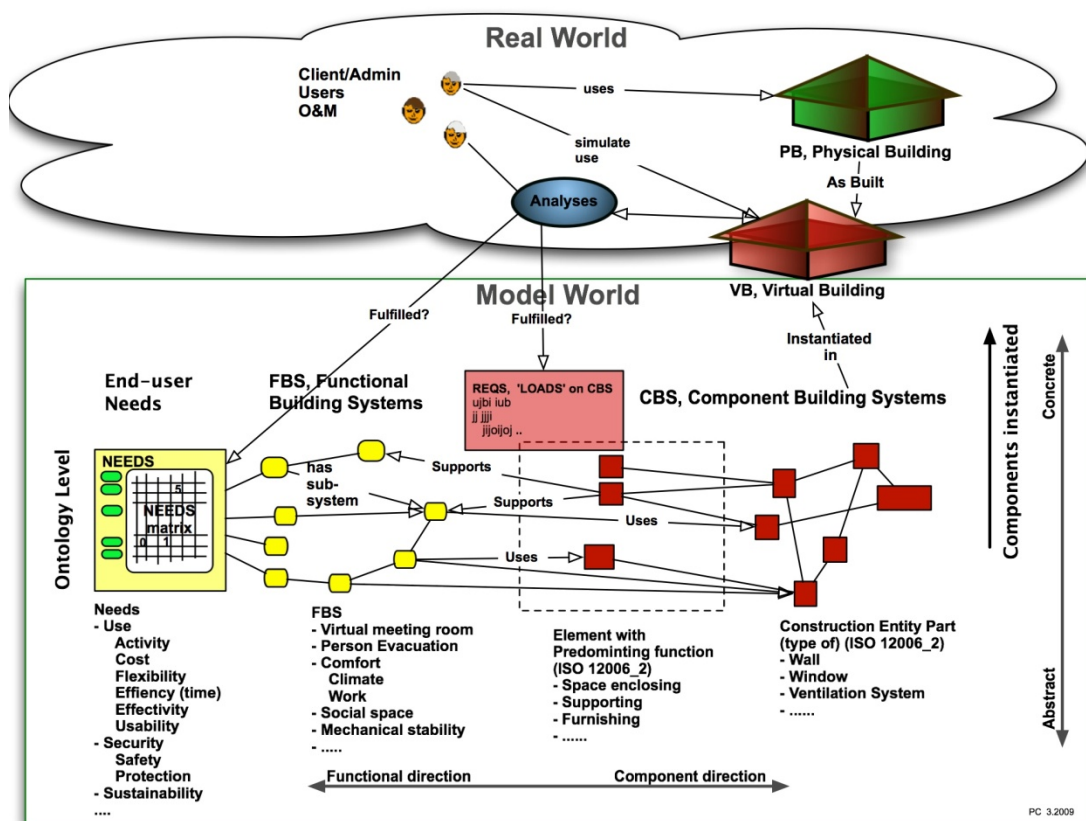 Real World
Client/Admin
Users
O&M
uses
simulate
use
PB, Physical Building
As Built
Analyses
VB, Virtual Building
Model World
Fulfilled?
Fulfilled?
Instantiated
in
End-user
Needs
FBS, Functional
Building Systems
REQS, 'LOADS' on CBS
ujbi iub
jj jjji
jijoijoj ..
CBS, Component Building Systems
Components instantiated
Concrete
Abstract
Ontology Level
NEEDS
5
NEEDS
matrix
0 1
has
sub-
system
Supports
Supports
Uses
Uses
Needs
- Use
Activity
Cost
Flexibility
Effiency (time)
Effectivity
Usability
- Security
Safety
Protection
- Sustainability
....
FBS
- Virtual meeting room
- Person Evacuation
- Comfort
Climate
Work
- Social space
- Mechanical stability
- .....
Element with
Predominting function
(ISO 12006_2)
- Space enclosing
- Supporting
- Furnishing
- ......
Construction Entity Part
(type of) (ISO 12006_2)
- Wall
- Window
- Ventilation System
- ......
Functional direction
Component direction
PC 3.2009